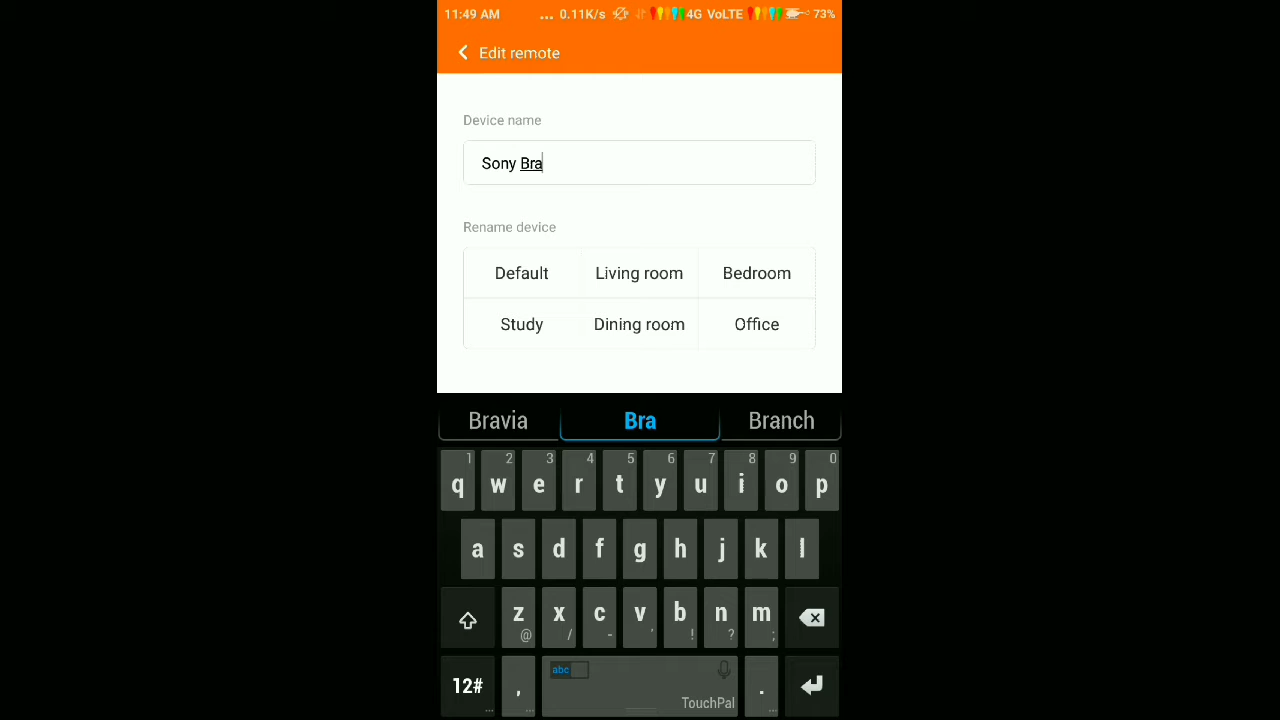 11:49 AM ... 0.11K/s 4G VoLTE 73%
Edit remote
Device name
Sony Bra
Rename device
Default Living room Bedroom
Study Dining room Office
Bravia Bra Branch
1 2 3 4 5 6 7 8 9 0
q w e r t y u i o p
a s d f g h j k l
z x c v b n m
@ / - ' ! ? ;
abc
12# , .
TouchPal